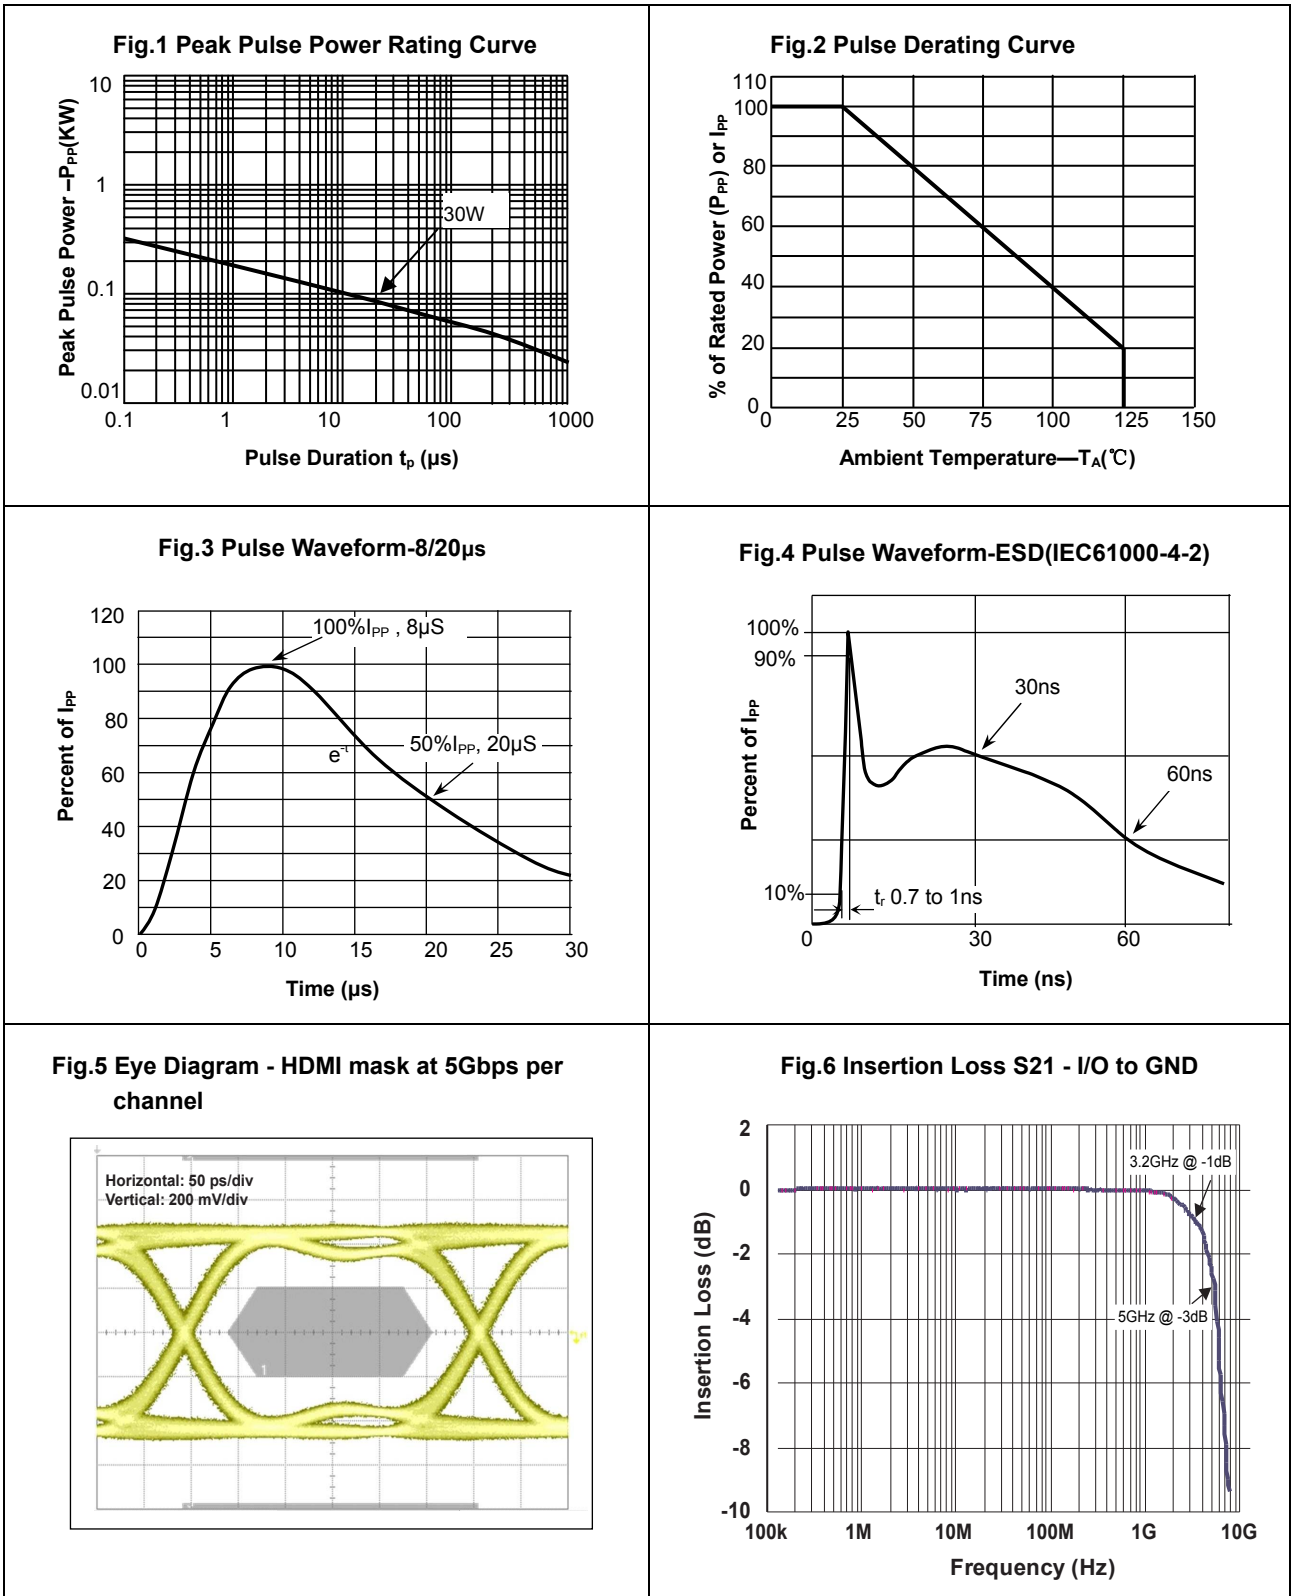 Fig.1 Peak Pulse Power Rating Curve
Peak Pulse Power –PPP(KW)
10
1
0.1
0.01
30W
0.1 1 10 100 1000
Pulse Duration tp (µs)
Fig.2 Pulse Derating Curve
% of Rated Power (PPP) or IPP
110
100
80
60
40
20
0
0 25 50 75 100 125 150
Ambient Temperature—TA(℃)
Fig.3 Pulse Waveform-8/20µs
Percent of IPP
120
100
80
60
40
20
0
100%IPP , 8µS
e-t
50%IPP, 20µS
0 5 10 15 20 25 30
Time (µs)
Fig.4 Pulse Waveform-ESD(IEC61000-4-2)
Percent of IPP
100%
90%
10%
30ns
60ns
tr 0.7 to 1ns
0 30 60
Time (ns)
Fig.5 Eye Diagram - HDMI mask at 5Gbps per
channel
Horizontal: 50 ps/div
Vertical: 200 mV/div
1
Fig.6 Insertion Loss S21 - I/O to GND
Insertion Loss (dB)
2
0
-2
-4
-6
-8
-10
3.2GHz @ -1dB
5GHz @ -3dB
100k 1M 10M 100M 1G 10G
Frequency (Hz)